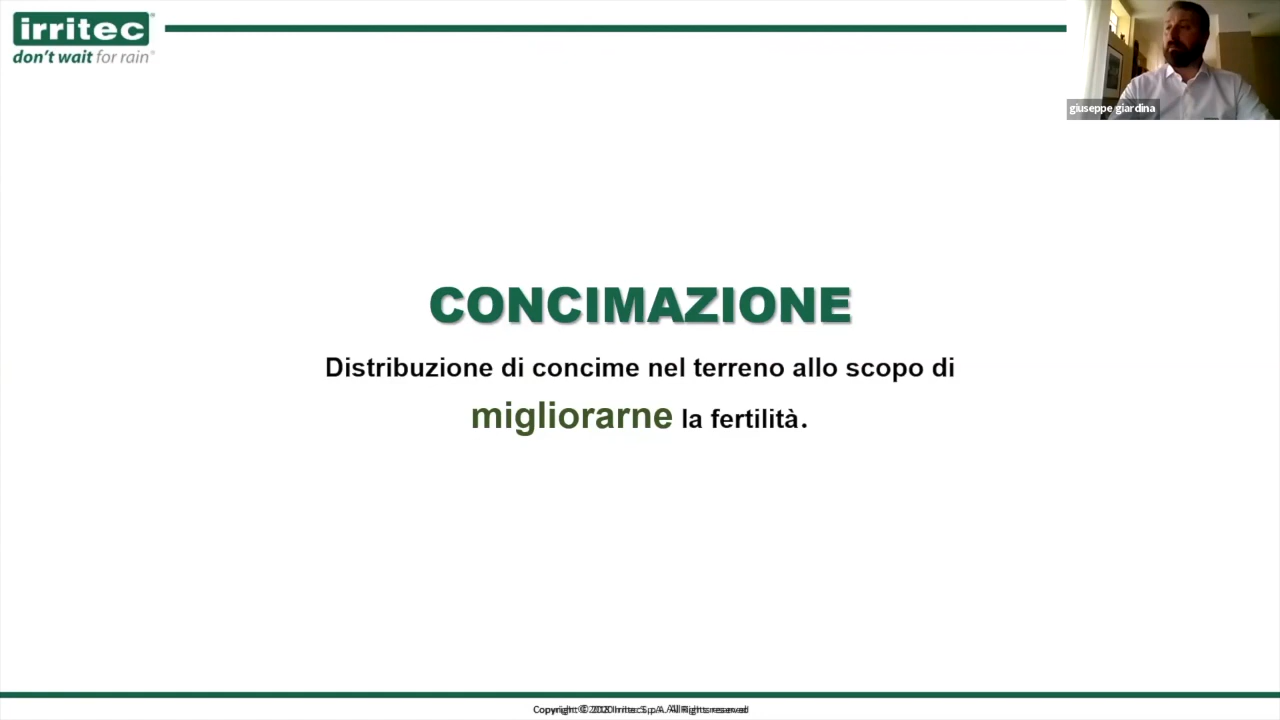 irritec
don't wait for rain
giuseppe giardina
CONCIMAZIONE
Distribuzione di concime nel terreno allo scopo di
migliorarne la fertilità.
Copyright ©